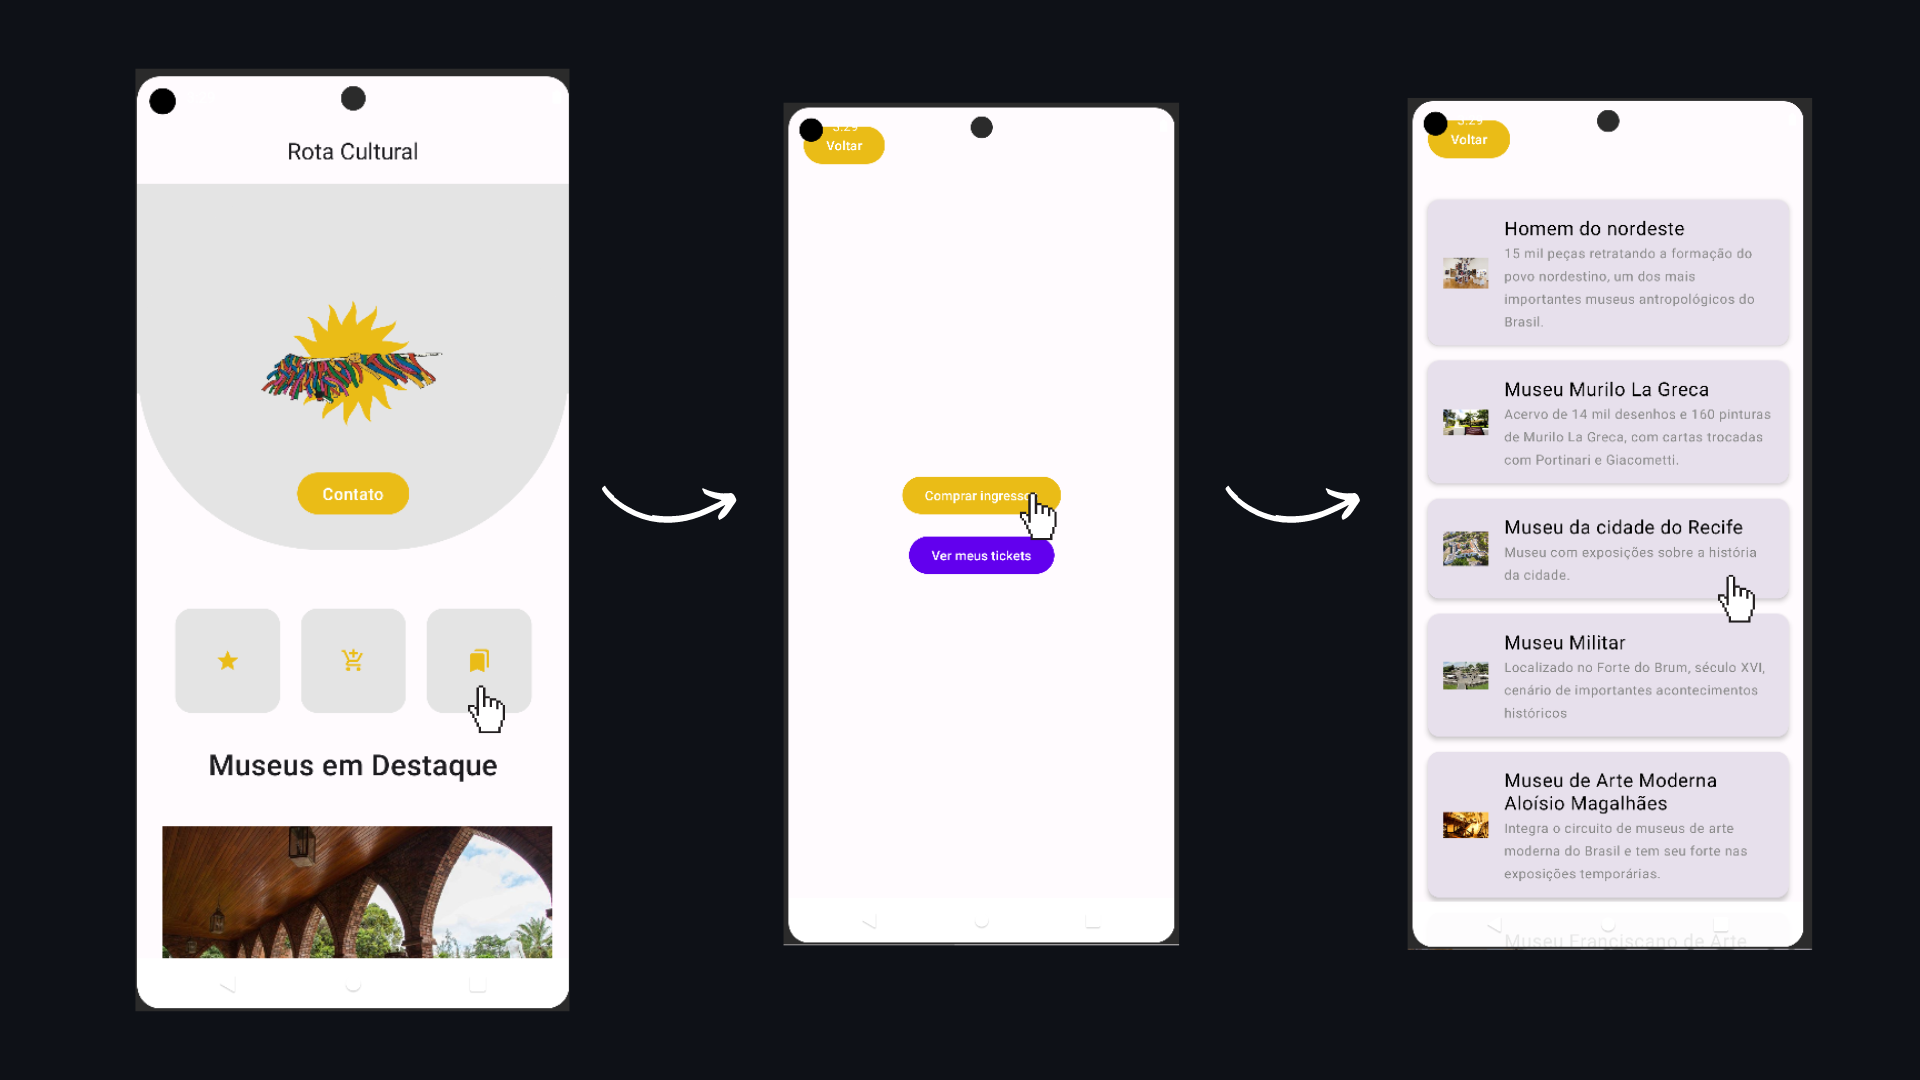 Rota Cultural
Contato
Museus em Destaque
Voltar
Comprar ingresso
Ver meus tickets
Voltar
Homem do nordeste
15 mil peças retratando a formação do
povo nordestino, um dos mais
importantes museus antropológicos do
Brasil.
Museu Murilo La Greca
Acervo de 14 mil desenhos e 160 pinturas
de Murilo La Greca, com cartas trocadas
com Portinari e Giacometti.
Museu da cidade do Recife
Museu com exposições sobre a história
da cidade.
Museu Militar
Localizado no Forte do Brum, século XVI,
cenário de importantes acontecimentos
históricos
Museu de Arte Moderna
Aloísio Magalhães
Integra o circuito de museus de arte
moderna do Brasil e tem seu forte nas
exposições temporárias.
Museu Franciscano de Arte